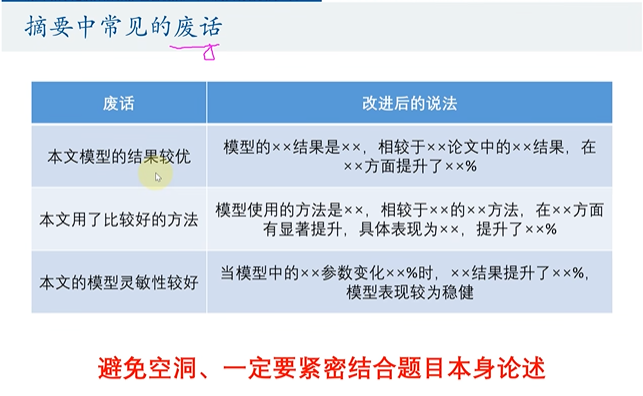 摘要中常见的废话
废话
改进后的说法
本文模型的结果较优
模型的××结果是××，相较于××论文中的××结果，在
××方面提升了××%
本文用了比较好的方法
模型使用的方法是××，相较于××的××方法，在××方面
有显著提升，具体表现为××，提升了××%
本文的模型灵敏性较好
当模型中的××参数变化××%时，××结果提升了××%，
模型表现较为稳健
避免空洞、一定要紧密结合题目本身论述